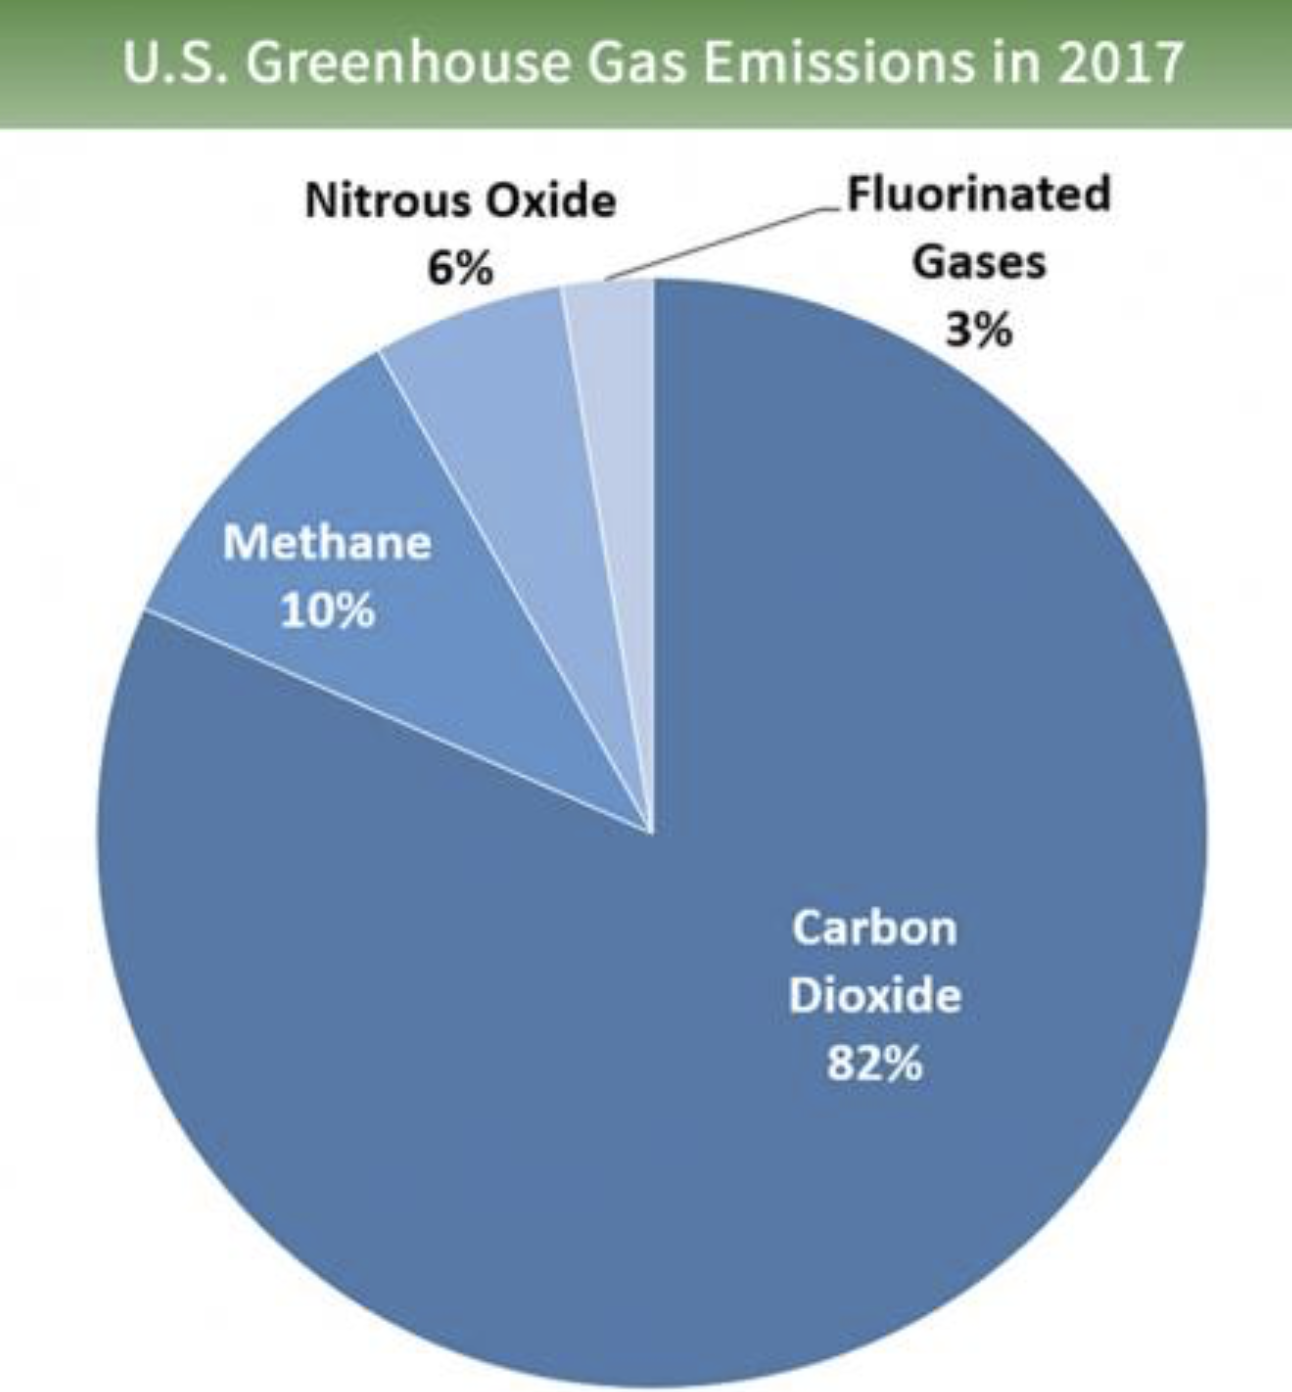 U.S. Greenhouse Gas Emissions in 2017
Nitrous Oxide
6%
Fluorinated
Gases
3%
Methane
10%
Carbon
Dioxide
82%